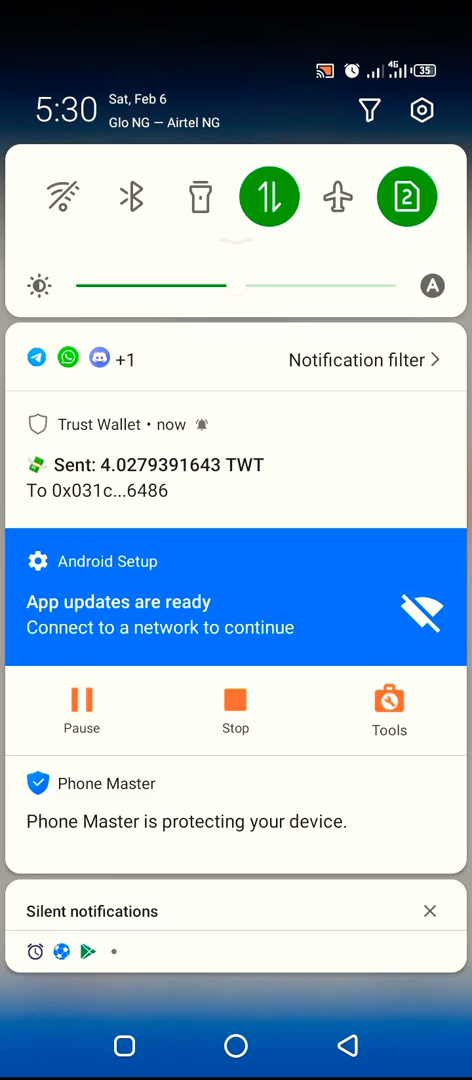 4G
35
5:30
Sat, Feb 6
Glo NG — Airtel NG
2
A
+1
Notification filter >
Trust Wallet • now
Sent: 4.0279391643 TWT
To 0x031c...6486
Android Setup
App updates are ready
Connect to a network to continue
Pause
Stop
Tools
Phone Master
Phone Master is protecting your device.
Silent notifications